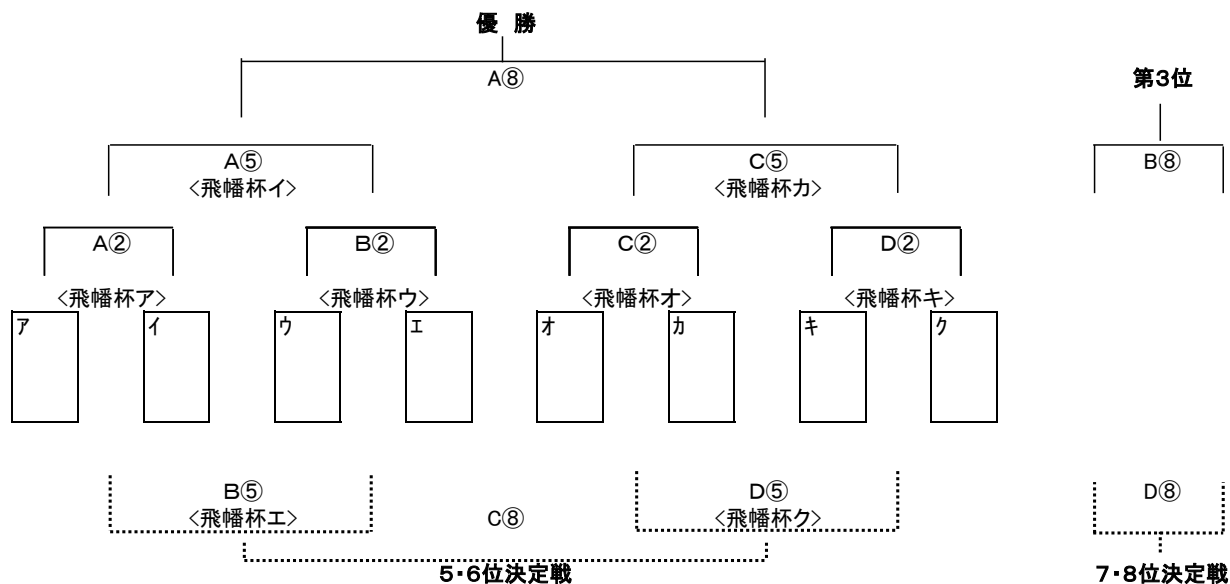 優 勝
A⑧
第3位
A⑤
<飛幡杯イ>
C⑤
<飛幡杯カ>
B⑧
A②
B②
C②
D②
<飛幡杯ア>
<飛幡杯ウ>
<飛幡杯オ>
<飛幡杯キ>
ア
イ
ウ
エ
オ
カ
キ
ク
B⑤
<飛幡杯エ>
C⑧
D⑤
<飛幡杯ク>
D⑧
5・6位決定戦
7・8位決定戦